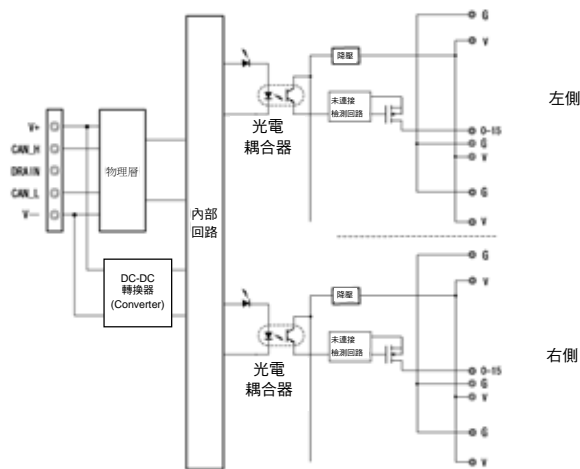 V+
CAN_H
DRAIN
CAN_L
V—
物理層
DC-DC
轉換器
(Converter)
內部
回路
光電
耦合器
降壓
未連接
檢測回路
G
V
0-15
G
V
G
V
左側
光電
耦合器
降壓
未連接
檢測回路
G
V
0-15
G
V
G
V
右側